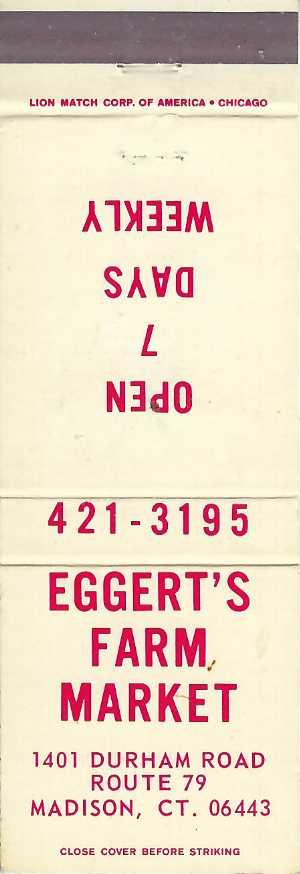 LION MATCH CORP. OF AMERICA • CHICAGO
OPEN
7
DAYS
WEEKLY
421-3195
EGGERT'S
FARM
MARKET
1401 DURHAM ROAD
ROUTE 79
MADISON, CT. 06443
CLOSE COVER BEFORE STRIKING